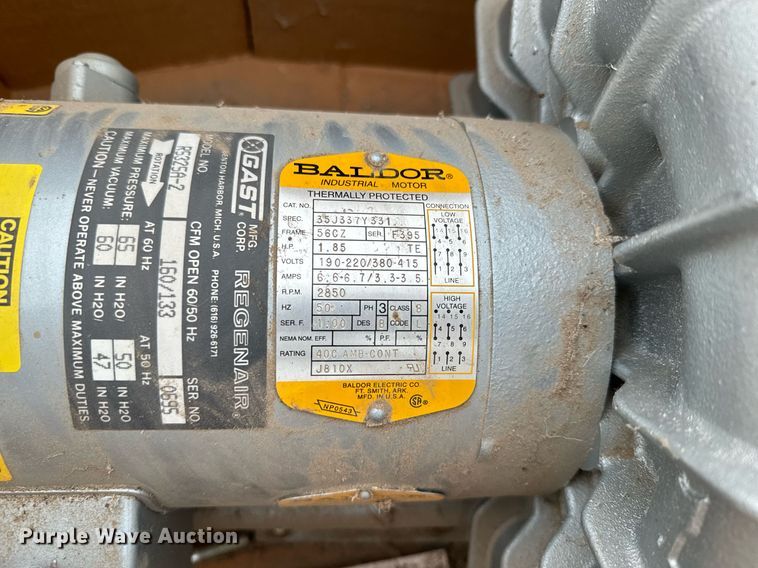 CAUTION
GAST MFG. CORP. REGENAIR
BENTON HARBOR, MICH. U.S.A. PHONE: (616) 926-6171
MODEL NO. CFM OPEN 60/50 Hz SER. NO.
R5325A-2 160/133 0695
ROTATION AT 60 Hz AT 50 Hz
MAXIMUM PRESSURE: 65 IN H2O 50 IN H2O
MAXIMUM VACUUM: 60 IN H2O 47 IN H2O
CAUTION—NEVER OPERATE ABOVE MAXIMUM DUTIES
BALDOR®
INDUSTRIAL MOTOR
THERMALLY PROTECTED
CAT. NO. CONNECTION
SPEC. 35J337Y331 LOW VOLTAGE
FRAME 56CZ SER. F395
H.P. 1.85 TE
VOLTS 190-220/380-415
AMPS 6.6-6.7/3.3-3.5 LINE
R.P.M. 2850
HZ 50 PH 3 CLASS HIGH VOLTAGE
SER. F. 1.00 DES B CODE L
NEMA NOM. EFF. % P.F. %
RATING 40C AMB-CONT
J810X LINE
BALDOR ELECTRIC CO.
FT. SMITH, ARK
MFD. IN U.S.A.
NP0543
SA®
Purple Wave Auction